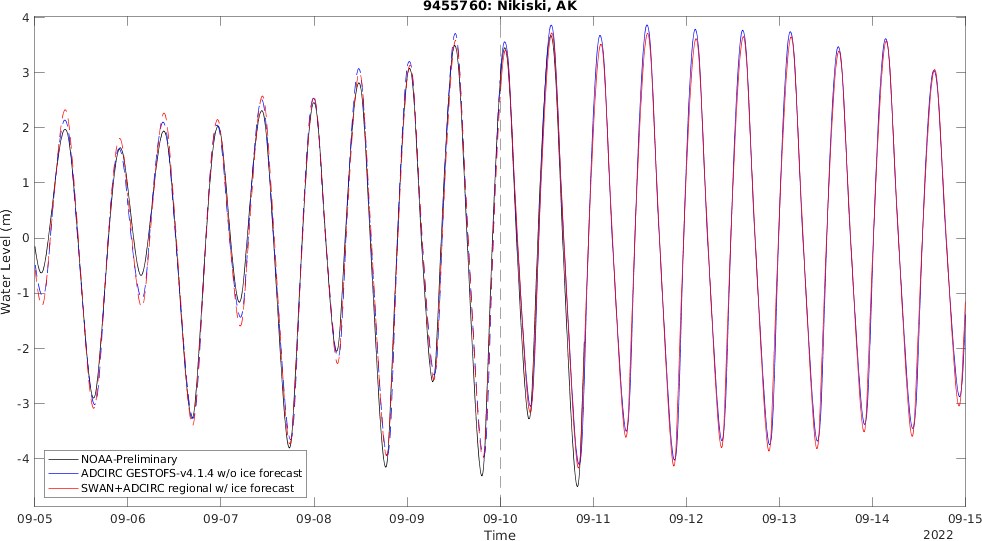 9455760: Nikiski, AK
4
3
2
1
0
-1
-2
-3
-4
Water Level (m)
NOAA-Preliminary
ADCIRC GESTOFS-v4.1.4 w/o ice forecast
SWAN+ADCIRC regional w/ ice forecast
09-05 09-06 09-07 09-08 09-09 09-10 09-11 09-12 09-13 09-14 09-15
Time
2022